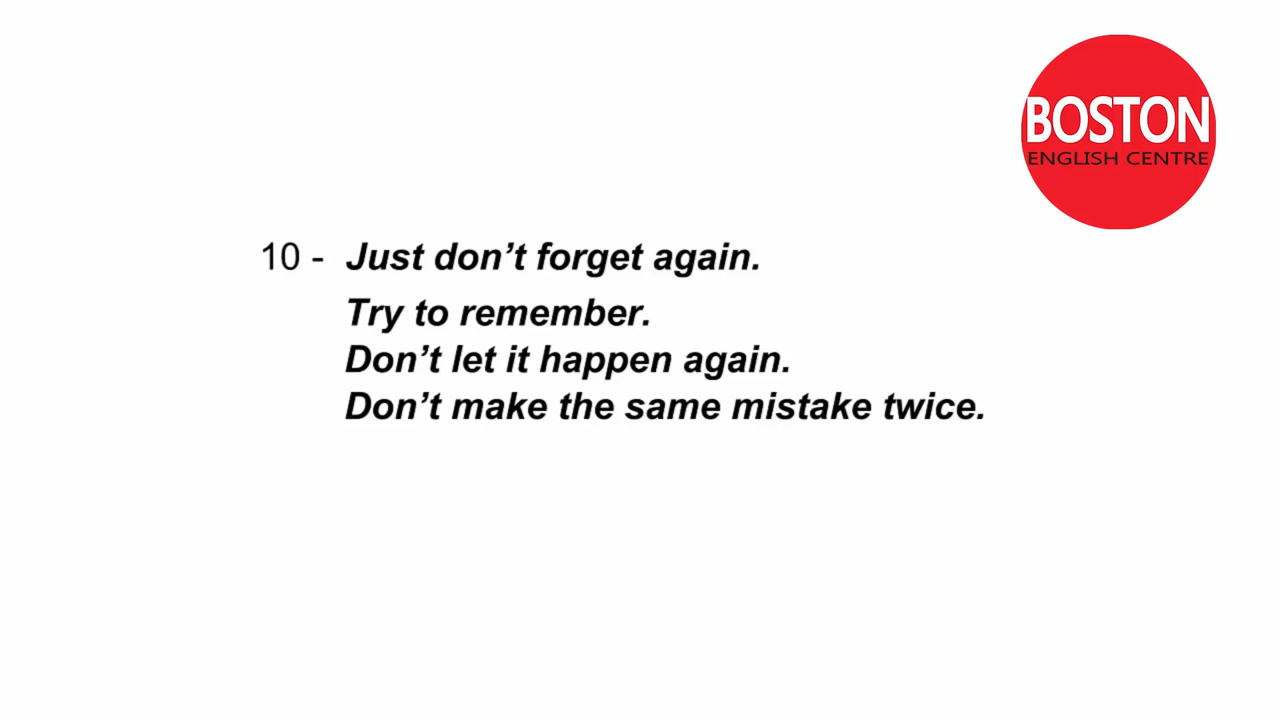 BOSTON
ENGLISH CENTRE
10 - Just don’t forget again.
Try to remember.
Don’t let it happen again.
Don’t make the same mistake twice.